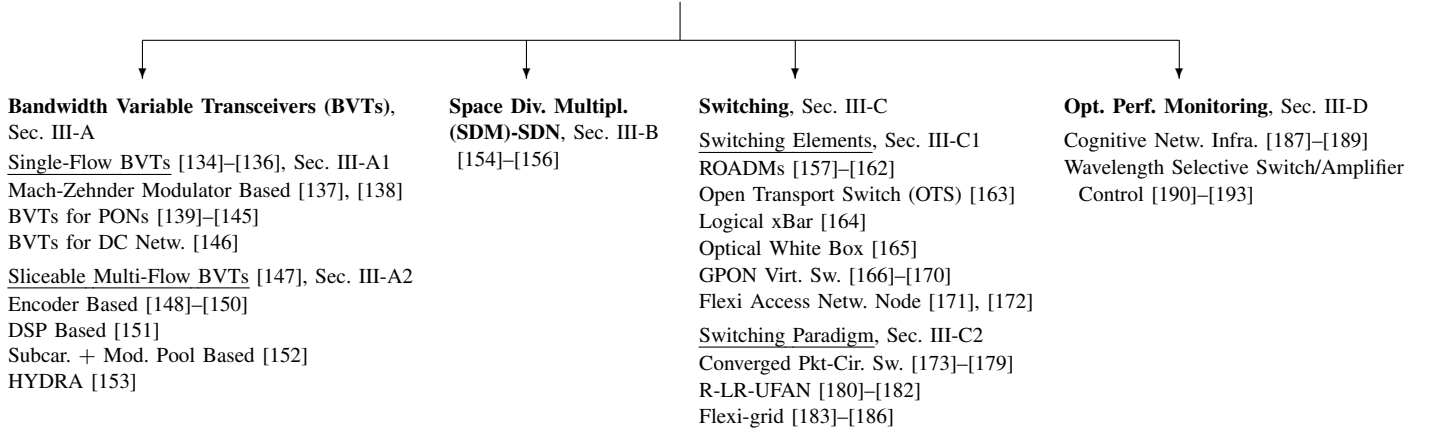 Bandwidth Variable Transceivers (BVTs),
Sec. III-A
Single-Flow BVTs [134]–[136], Sec. III-A1
Mach-Zehnder Modulator Based [137], [138]
BVTs for PONs [139]–[145]
BVTs for DC Netw. [146]
Sliceable Multi-Flow BVTs [147], Sec. III-A2
Encoder Based [148]–[150]
DSP Based [151]
Subcar. + Mod. Pool Based [152]
HYDRA [153]
Space Div. Multipl.
(SDM)-SDN, Sec. III-B
[154]–[156]
Switching, Sec. III-C
Switching Elements, Sec. III-C1
ROADMs [157]–[162]
Open Transport Switch (OTS) [163]
Logical xBar [164]
Optical White Box [165]
GPON Virt. Sw. [166]–[170]
Flexi Access Netw. Node [171], [172]
Switching Paradigm, Sec. III-C2
Converged Pkt-Cir. Sw. [173]–[179]
R-LR-UFAN [180]–[182]
Flexi-grid [183]–[186]
Opt. Perf. Monitoring, Sec. III-D
Cognitive Netw. Infra. [187]–[189]
Wavelength Selective Switch/Amplifier
Control [190]–[193]